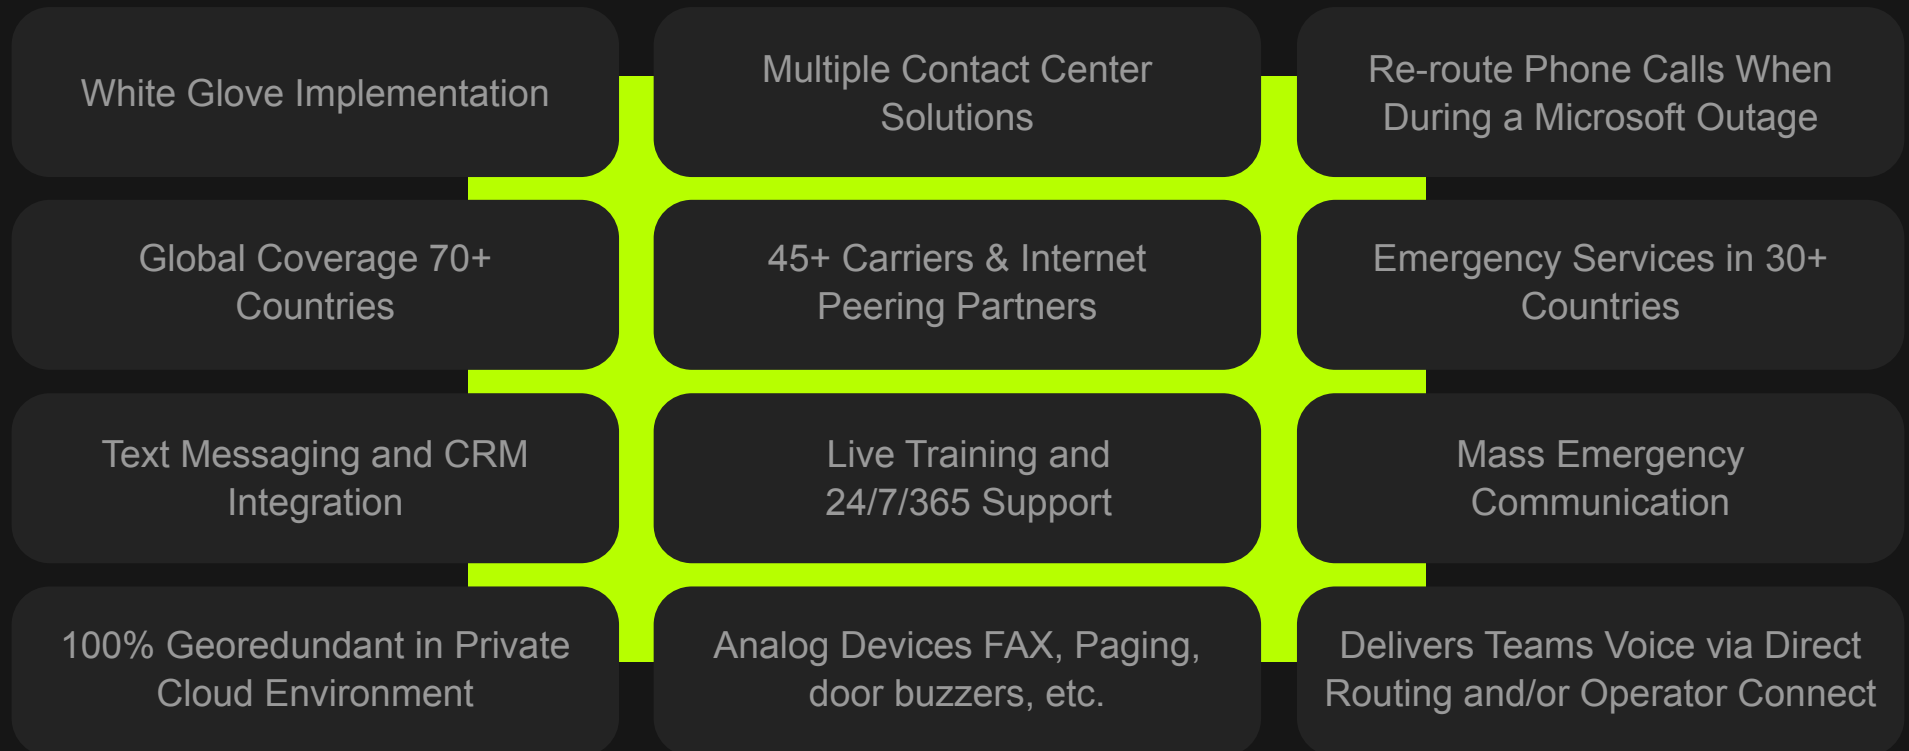 White Glove Implementation
Multiple Contact Center
Solutions
Re-route Phone Calls When
During a Microsoft Outage
Global Coverage 70+
Countries
45+ Carriers & Internet
Peering Partners
Emergency Services in 30+
Countries
Text Messaging and CRM
Integration
Live Training and
24/7/365 Support
Mass Emergency
Communication
100% Georedundant in Private
Cloud Environment
Analog Devices FAX, Paging,
door buzzers, etc.
Delivers Teams Voice via Direct
Routing and/or Operator Connect